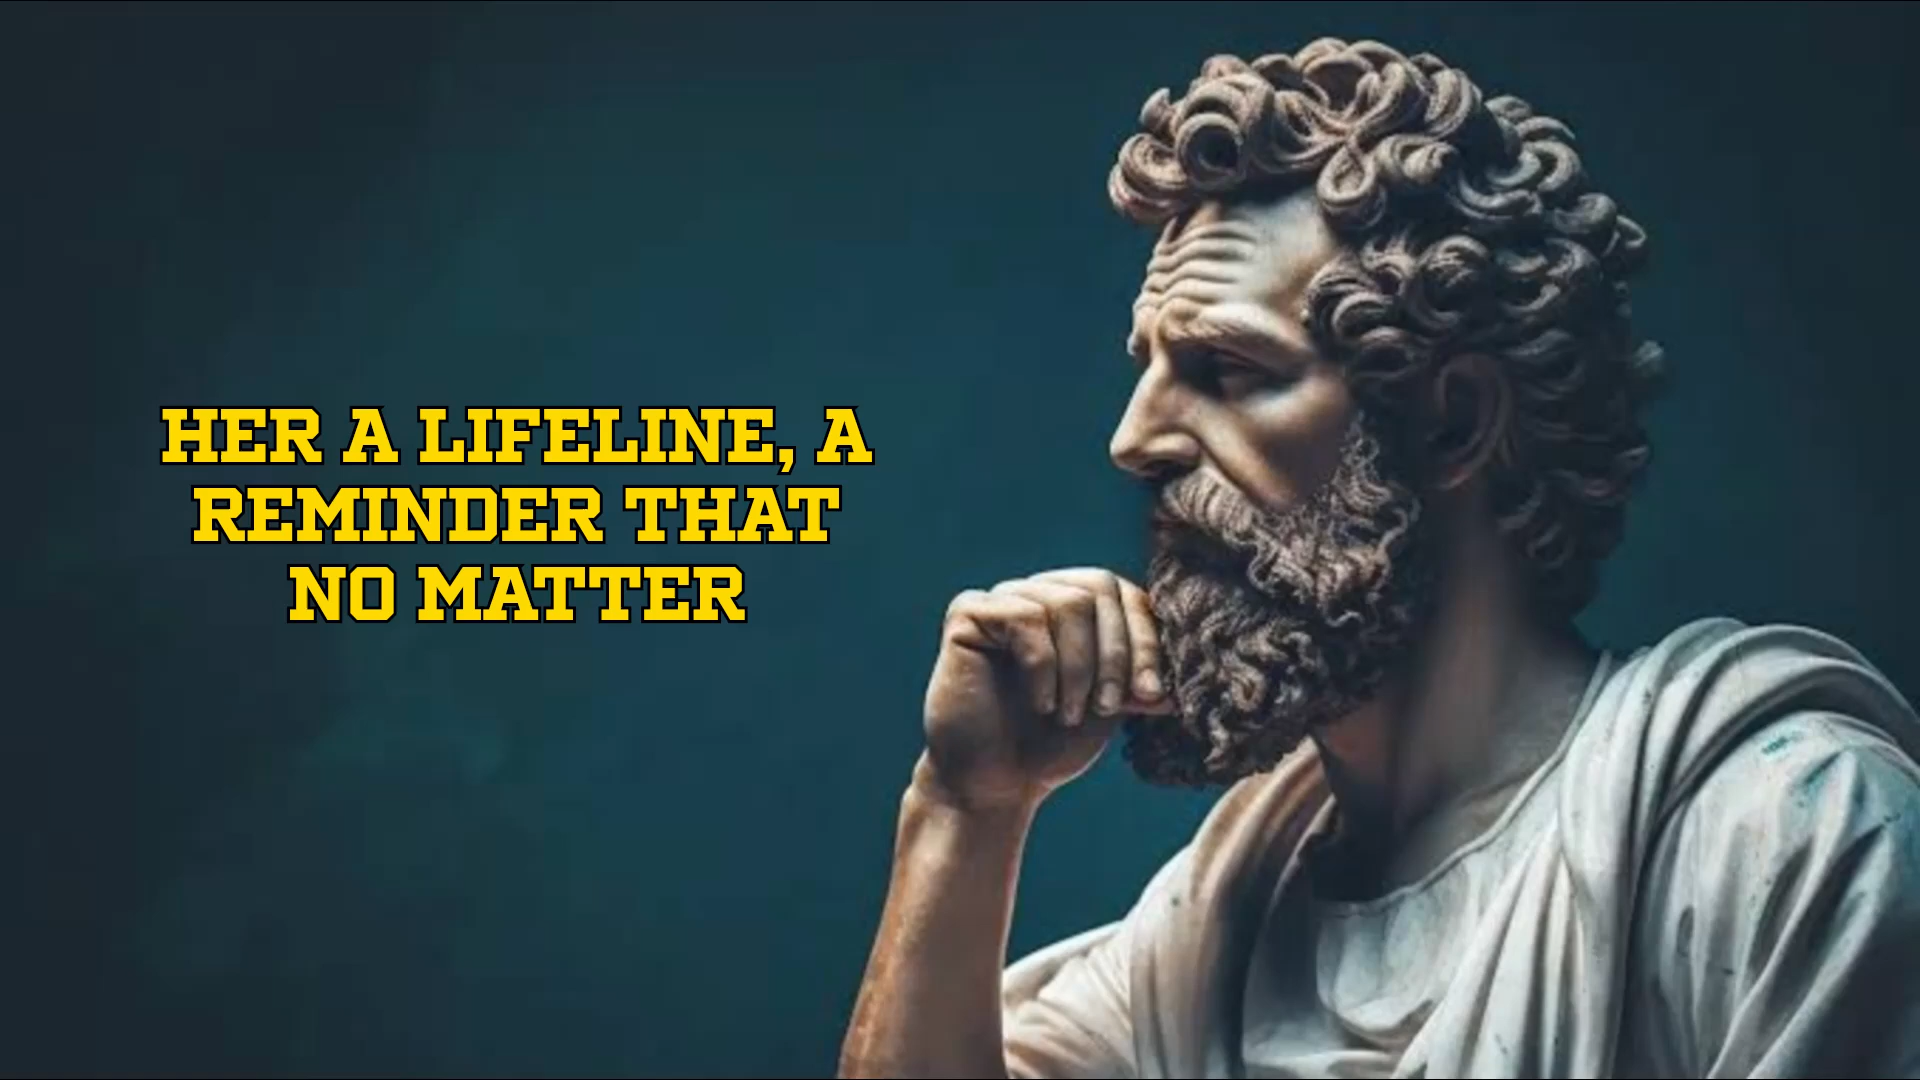 HER A LIFELINE, A
REMINDER THAT
NO MATTER